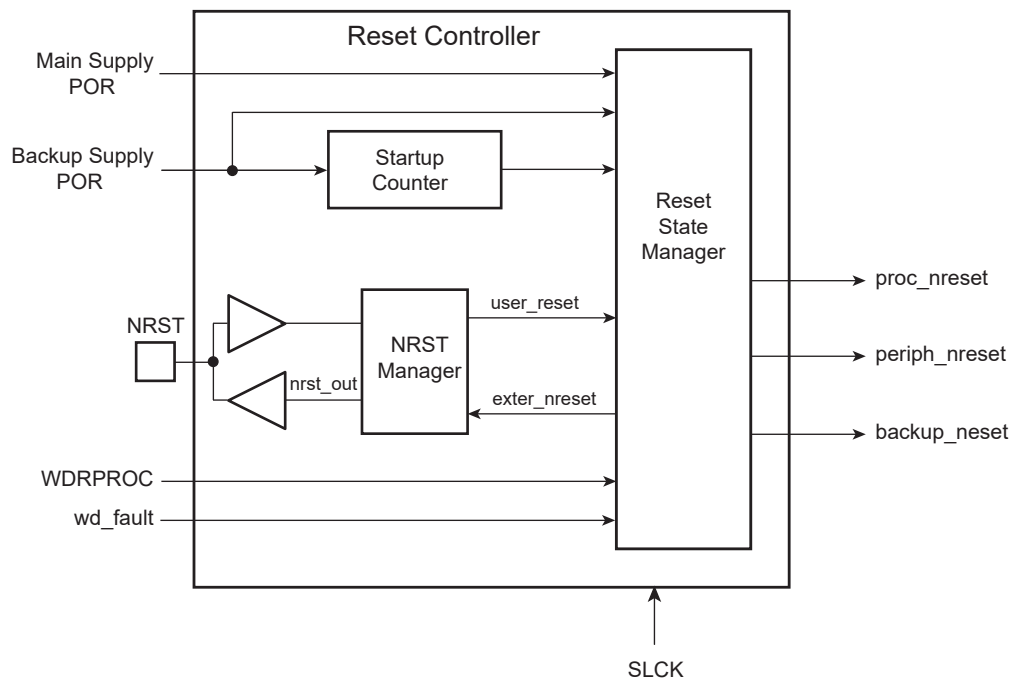 Reset Controller
Main Supply
POR
Backup Supply
POR
Startup
Counter
Reset
State
Manager
proc_nreset
periph_nreset
backup_neset
NRST
user_reset
NRST
Manager
nrst_out
exter_nreset
WDRPROC
wd_fault
SLCK